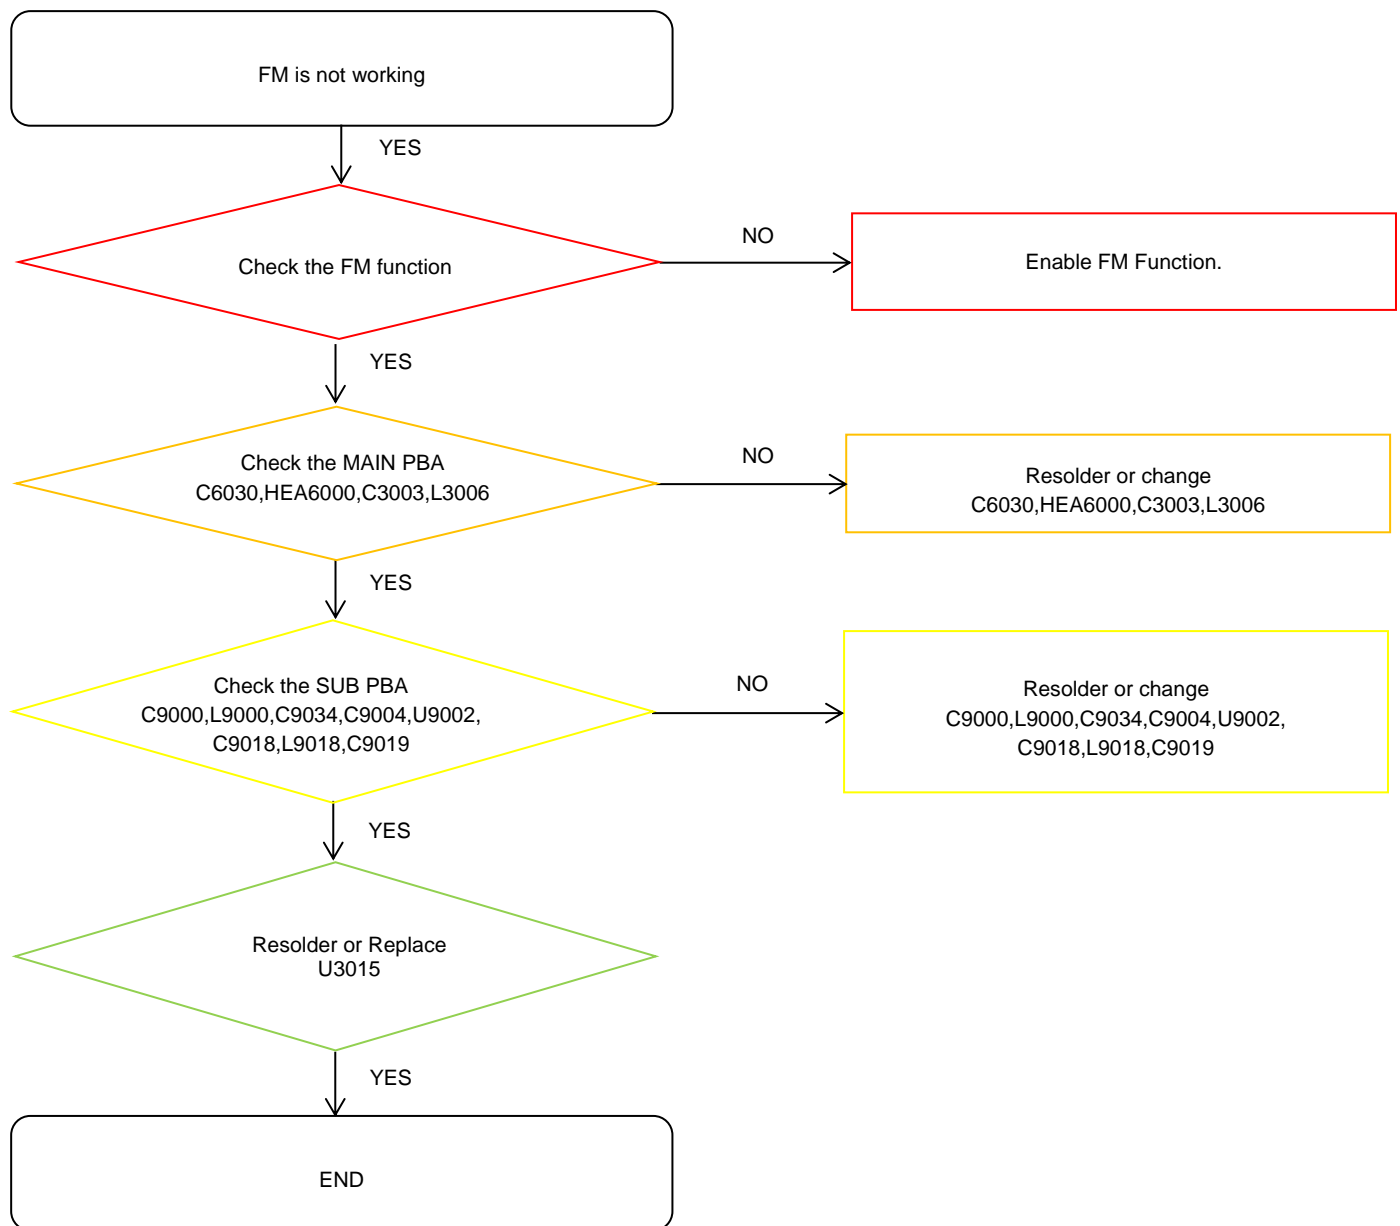 FM is not working
YES
Check the FM function
NO
Enable FM Function.
YES
Check the MAIN PBA
C6030,HEA6000,C3003,L3006
NO
Resolder or change
C6030,HEA6000,C3003,L3006
YES
Check the SUB PBA
C9000,L9000,C9034,C9004,U9002,
C9018,L9018,C9019
NO
Resolder or change
C9000,L9000,C9034,C9004,U9002,
C9018,L9018,C9019
YES
Resolder or Replace
U3015
YES
END